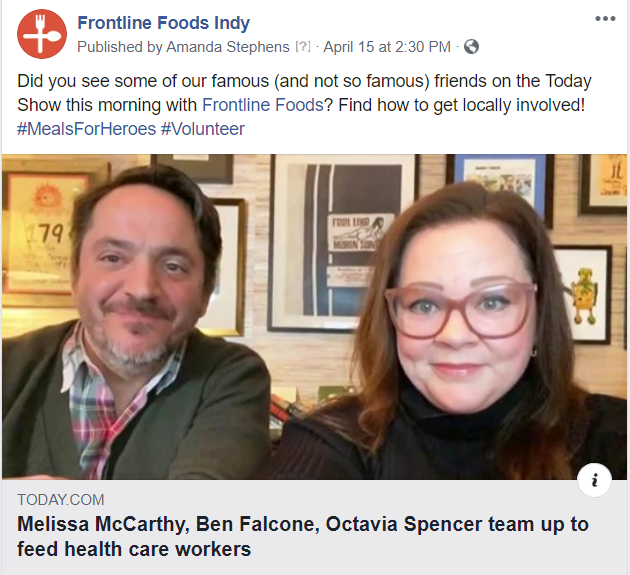 Frontline Foods Indy
Published by Amanda Stephens [?] · April 15 at 2:30 PM ·
Did you see some of our famous (and not so famous) friends on the Today
Show this morning with Frontline Foods? Find how to get locally involved!
#MealsForHeroes #Volunteer
79
FOOL LIKE
JL
i
TODAY.COM
Melissa McCarthy, Ben Falcone, Octavia Spencer team up to
feed health care workers